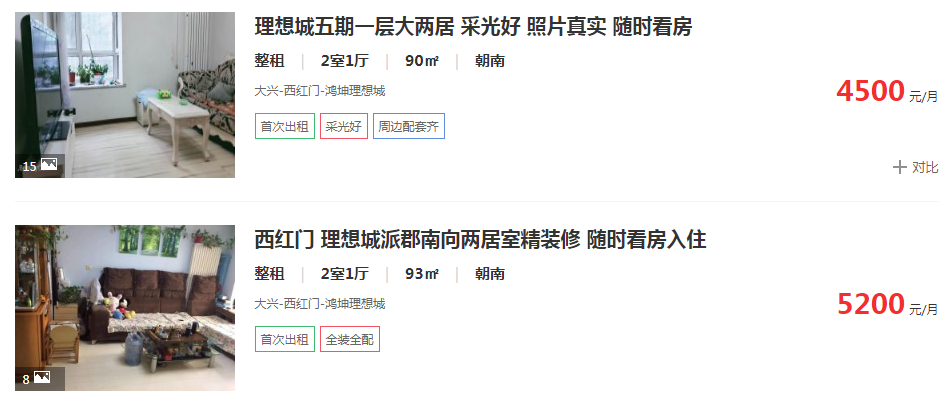 理想城五期一层大两居 采光好 照片真实 随时看房
整租 | 2室1厅 | 90㎡ | 朝南
大兴-西红门-鸿坤理想城
4500 元/月
首次出租 采光好 周边配套齐
15
对比
西红门 理想城派郡南向两居室精装修 随时看房入住
整租 | 2室1厅 | 93㎡ | 朝南
大兴-西红门-鸿坤理想城
5200 元/月
首次出租 全装全配
8